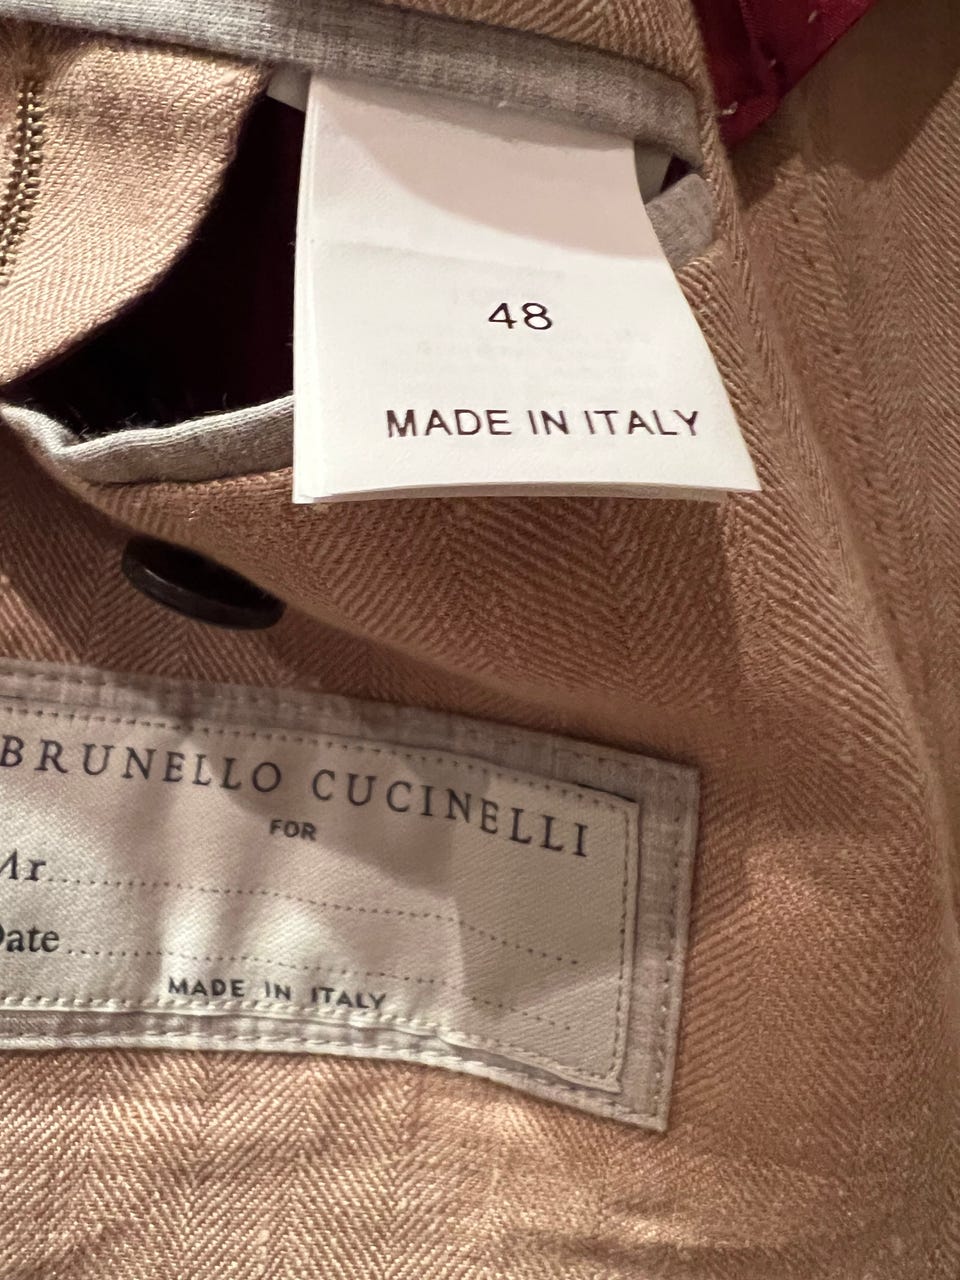 48
MADE IN ITALY
BRUNELLO CUCINELLI
FOR
Mr
Date
MADE IN ITALY